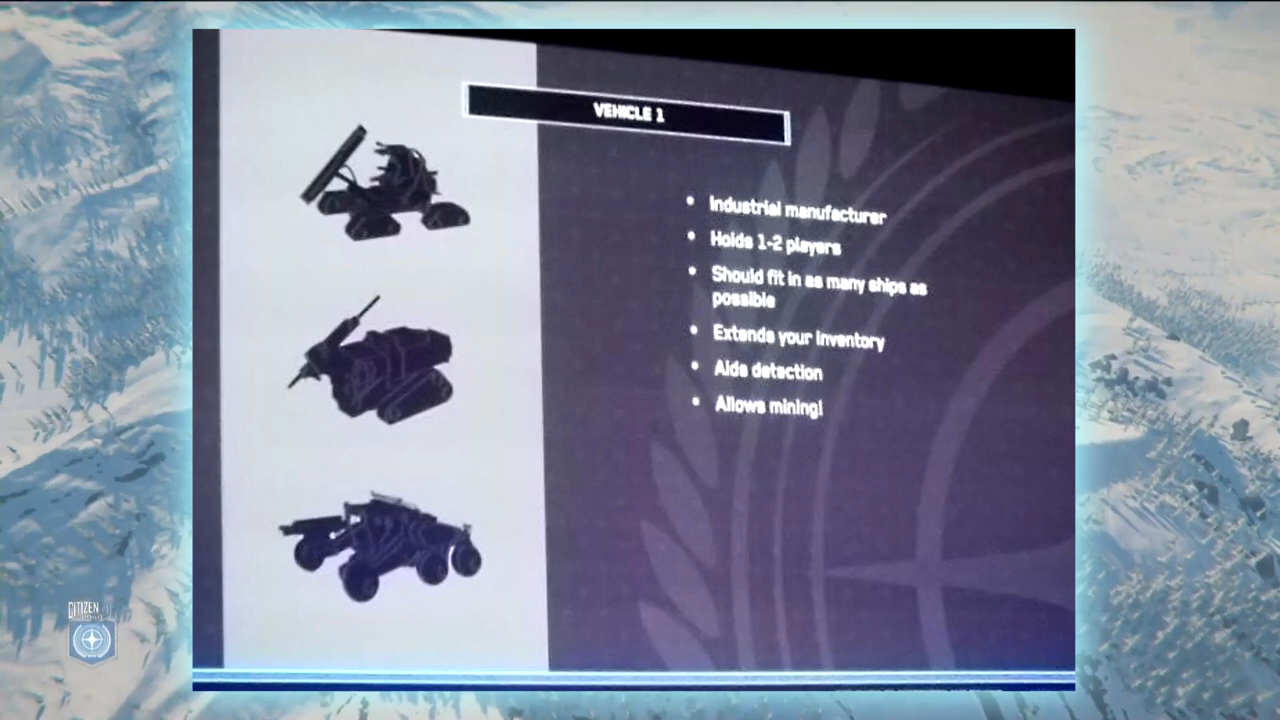 VEHICLE 1
• Industrial manufacturer
• Holds 1-2 players
• Should fit in as many ships as
possible
• Extends your inventory
• Aids detection
• Allows mining!
CITIZEN